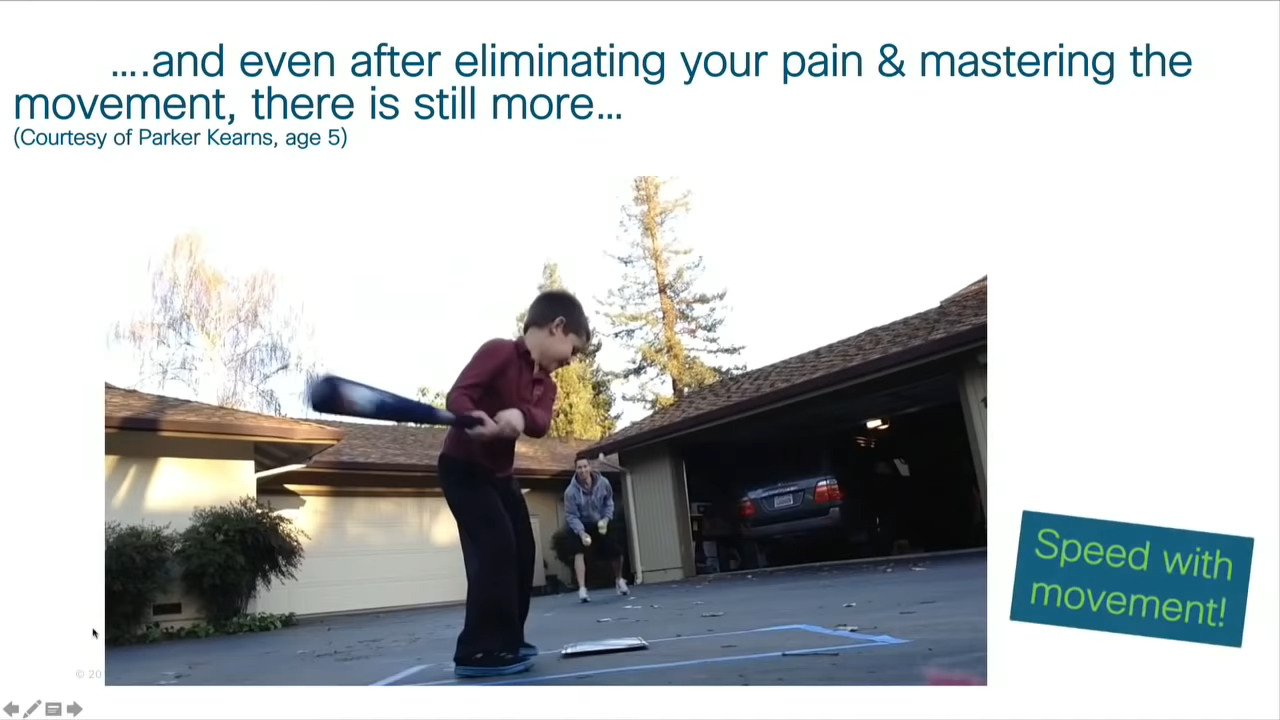 ....and even after eliminating your pain & mastering the
movement, there is still more...
(Courtesy of Parker Kearns, age 5)
Speed with
movement!
© 20